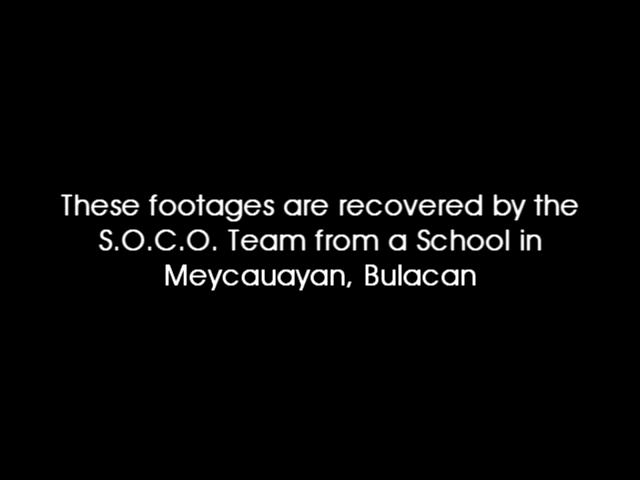 These footages are recovered by the
S.O.C.O. Team from a School in
Meycauayan, Bulacan